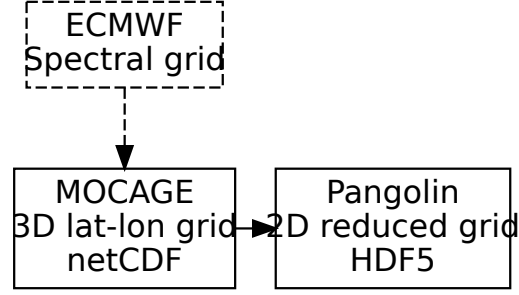 ECMWF
Spectral grid
MOCAGE
3D lat-lon grid
netCDF
Pangolin
2D reduced grid
HDF5